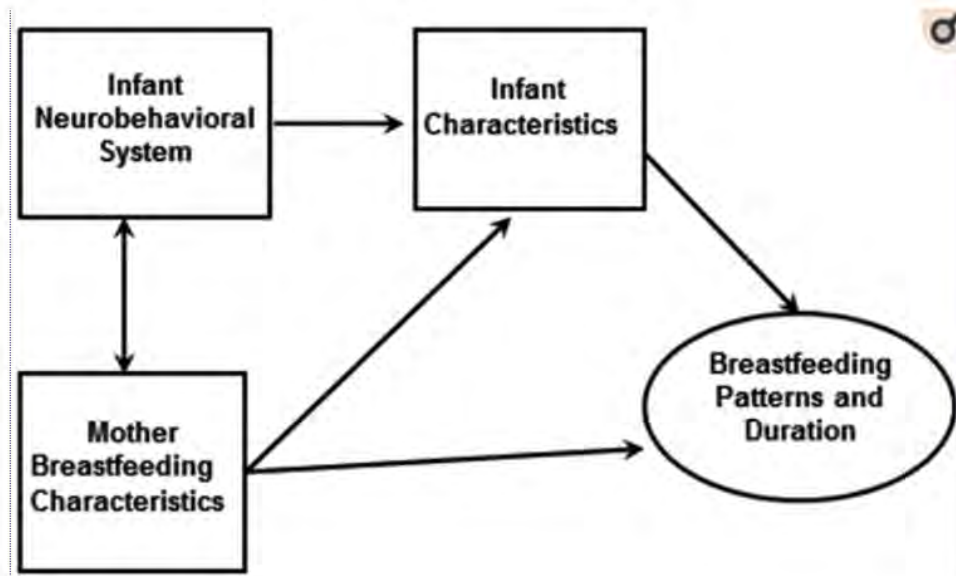 Infant
Neurobehavioral
System
Infant
Characteristics
Mother
Breastfeeding
Characteristics
Breastfeeding
Patterns and
Duration